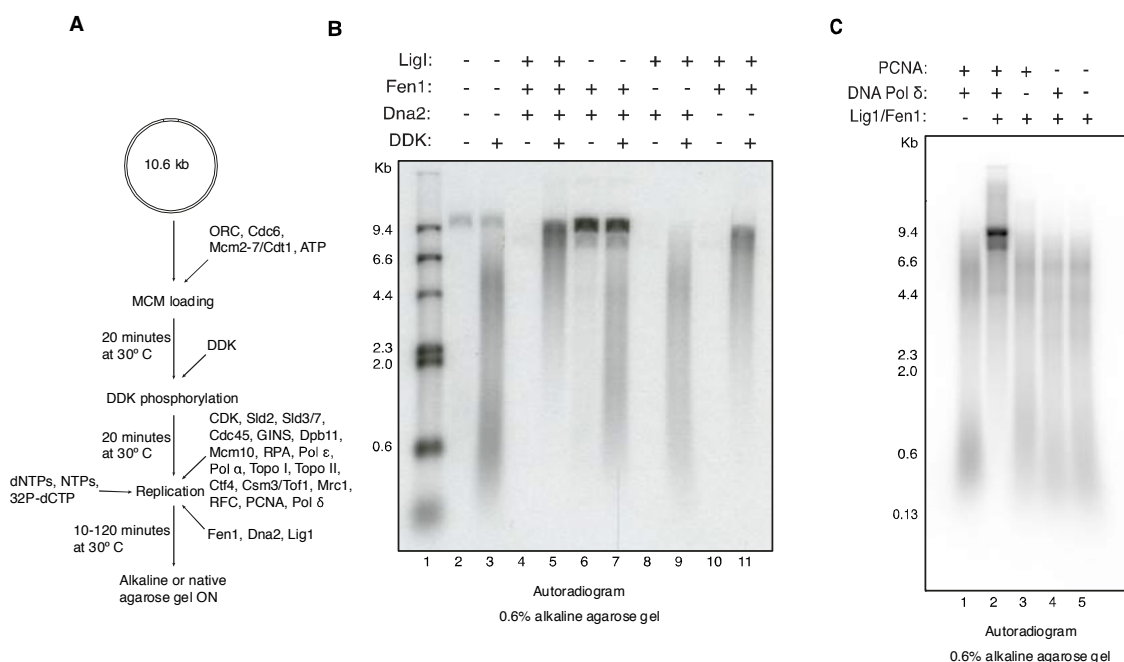 A
10.6 kb
ORC, Cdc6,
Mcm2-7/Cdt1, ATP
MCM loading
20 minutes
at 30º C
DDK
DDK phosphorylation
20 minutes
at 30º C
CDK, Sld2, Sld3/7,
Cdc45, GINS, Dpb11,
Mcm10, RPA, Pol ε,
Pol α, Topo I, Topo II,
Ctf4, Csm3/Tof1, Mrc1,
RFC, PCNA, Pol δ
dNTPs, NTPs,
32P-dCTP
Replication
10-120 minutes
at 30º C
Fen1, Dna2, Lig1
Alkaline or native
agarose gel ON
B
LigI: - - + + - - + + + +
Fen1: - - + + + + - - + +
Dna2: - - + + + + + + - -
DDK: - + - + - + - + - +
Kb
9.4
6.6
4.4
2.3
2.0
0.6
1 2 3 4 5 6 7 8 9 10 11
Autoradiogram
0.6% alkaline agarose gel
C
PCNA: + + + - -
DNA Pol δ: + + - + -
Lig1/Fen1: - + + + +
Kb
9.4
6.6
4.4
2.3
2.0
0.6
0.13
1 2 3 4 5
Autoradiogram
0.6% alkaline agarose gel